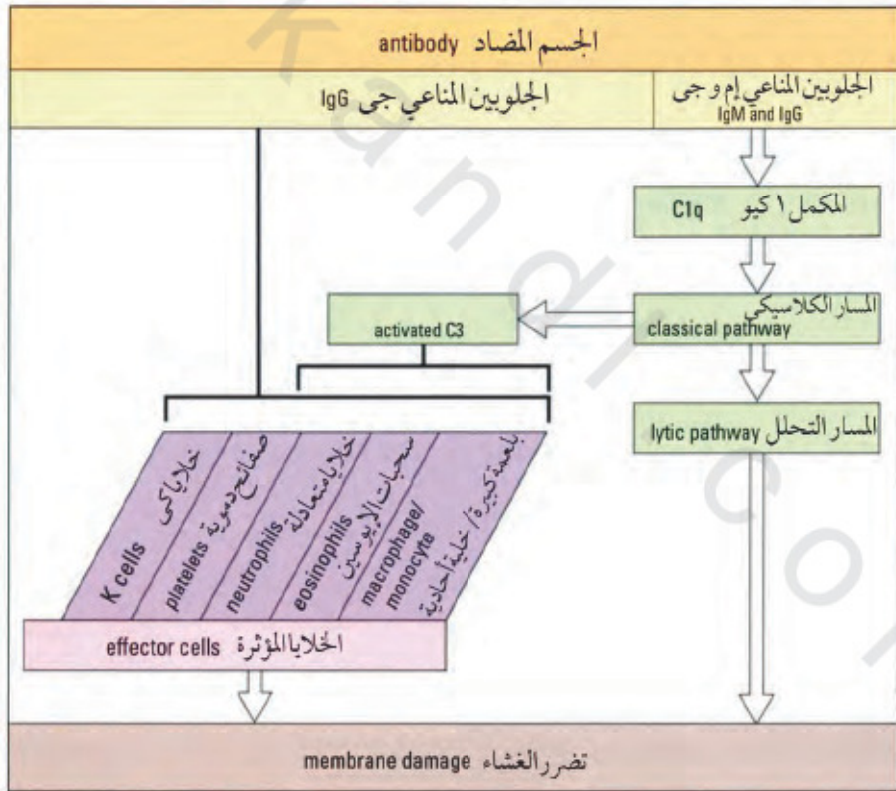 الجسم المضاد antibody
الجلوبين المناعي جى IgG
الجلوبين المناعي إم و جى
IgM and IgG
المكمل ١ كيو C1q
المسار الكلاسيكي
classical pathway
activated C3
المسار التحلل lytic pathway
خلايا كى
K cells
صفائح دموية
platelets
خلايا متعادلة
neutrophils
سحبات الإيوسين
eosinophils
بلعمة كبيرة / خلية أحادية
macrophage/
monocyte
الخلايا المؤثرة effector cells
تضرر الغشاء membrane damage
k a n d l c o